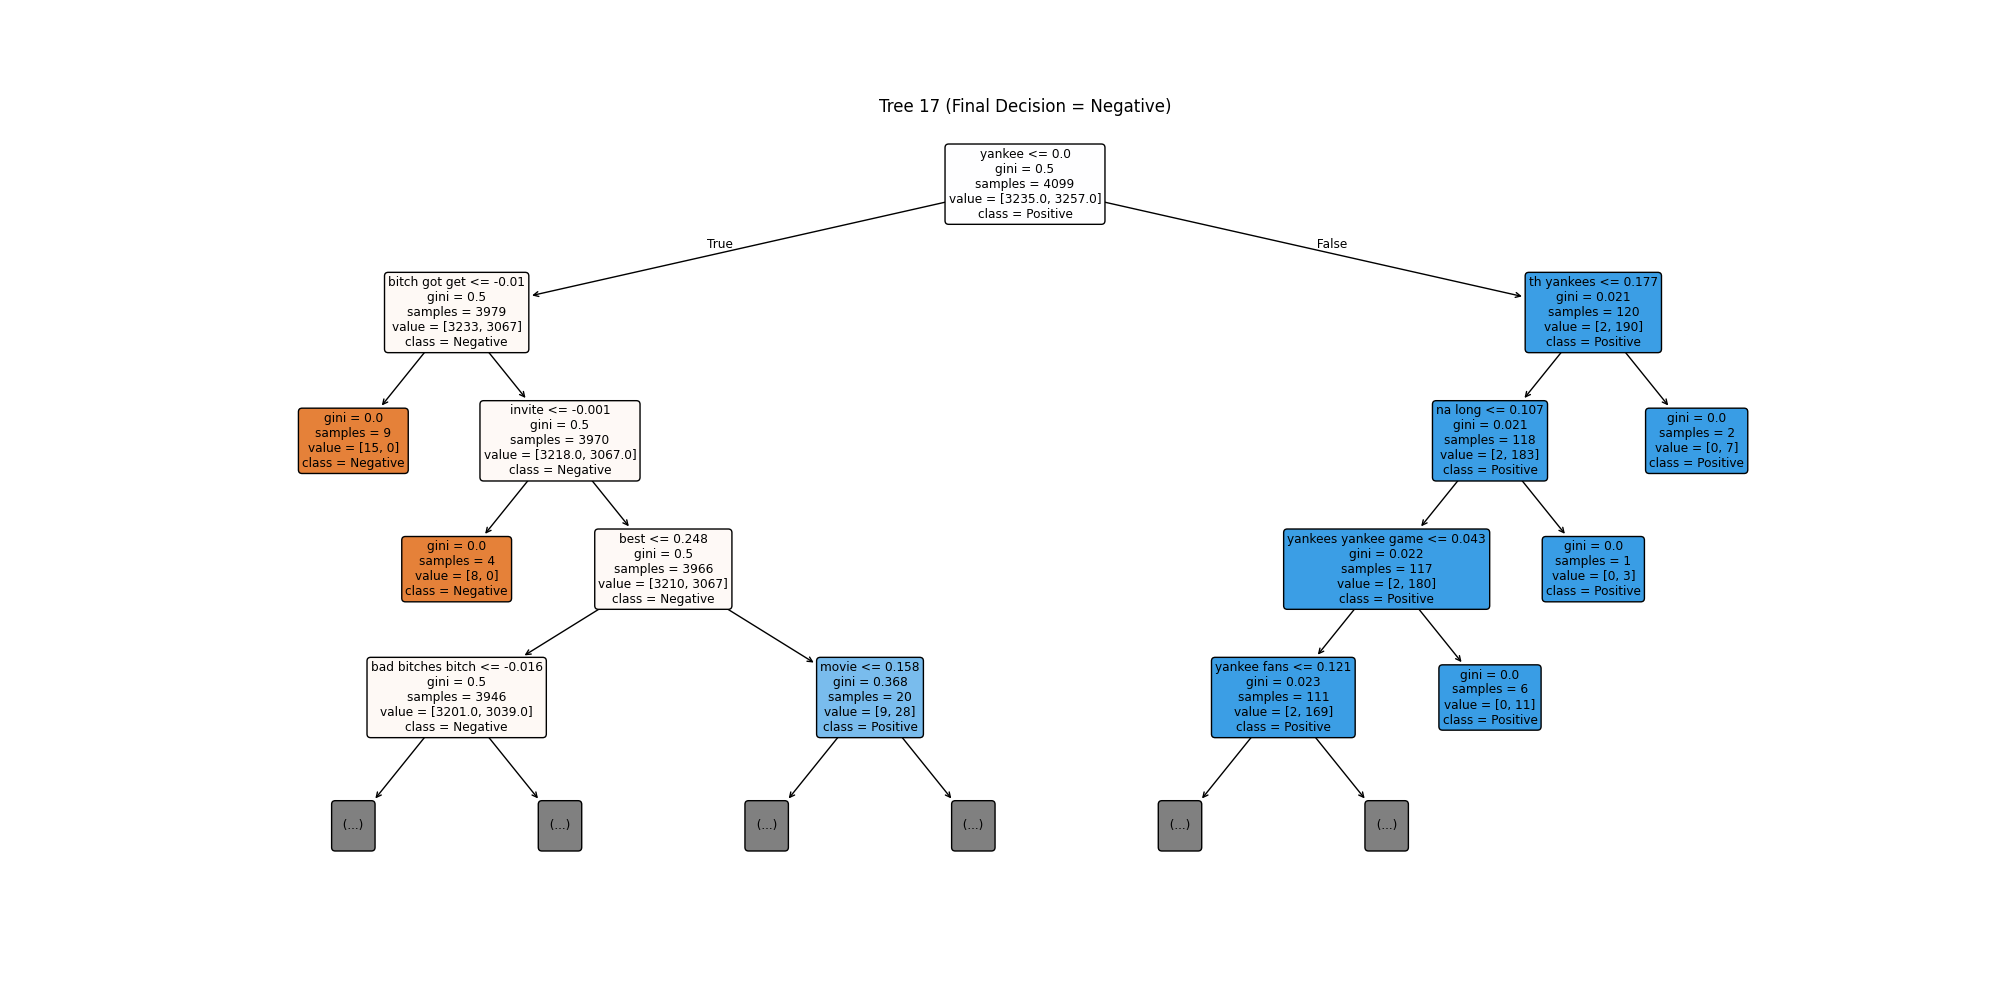 Tree 17 (Final Decision = Negative)
yankee <= 0.0
gini = 0.5
samples = 4099
value = [3235.0, 3257.0]
class = Positive
True
False
bitch got get <= -0.01
gini = 0.5
samples = 3979
value = [3233, 3067]
class = Negative
th yankees <= 0.177
gini = 0.021
samples = 120
value = [2, 190]
class = Positive
gini = 0.0
samples = 9
value = [15, 0]
class = Negative
invite <= -0.001
gini = 0.5
samples = 3970
value = [3218.0, 3067.0]
class = Negative
na long <= 0.107
gini = 0.021
samples = 118
value = [2, 183]
class = Positive
gini = 0.0
samples = 2
value = [0, 7]
class = Positive
gini = 0.0
samples = 4
value = [8, 0]
class = Negative
best <= 0.248
gini = 0.5
samples = 3966
value = [3210, 3067]
class = Negative
yankees yankee game <= 0.043
gini = 0.022
samples = 117
value = [2, 180]
class = Positive
gini = 0.0
samples = 1
value = [0, 3]
class = Positive
bad bitches bitch <= -0.016
gini = 0.5
samples = 3946
value = [3201.0, 3039.0]
class = Negative
movie <= 0.158
gini = 0.368
samples = 20
value = [9, 28]
class = Positive
yankee fans <= 0.121
gini = 0.023
samples = 111
value = [2, 169]
class = Positive
gini = 0.0
samples = 6
value = [0, 11]
class = Positive
(...)
(...)
(...)
(...)
(...)
(...)